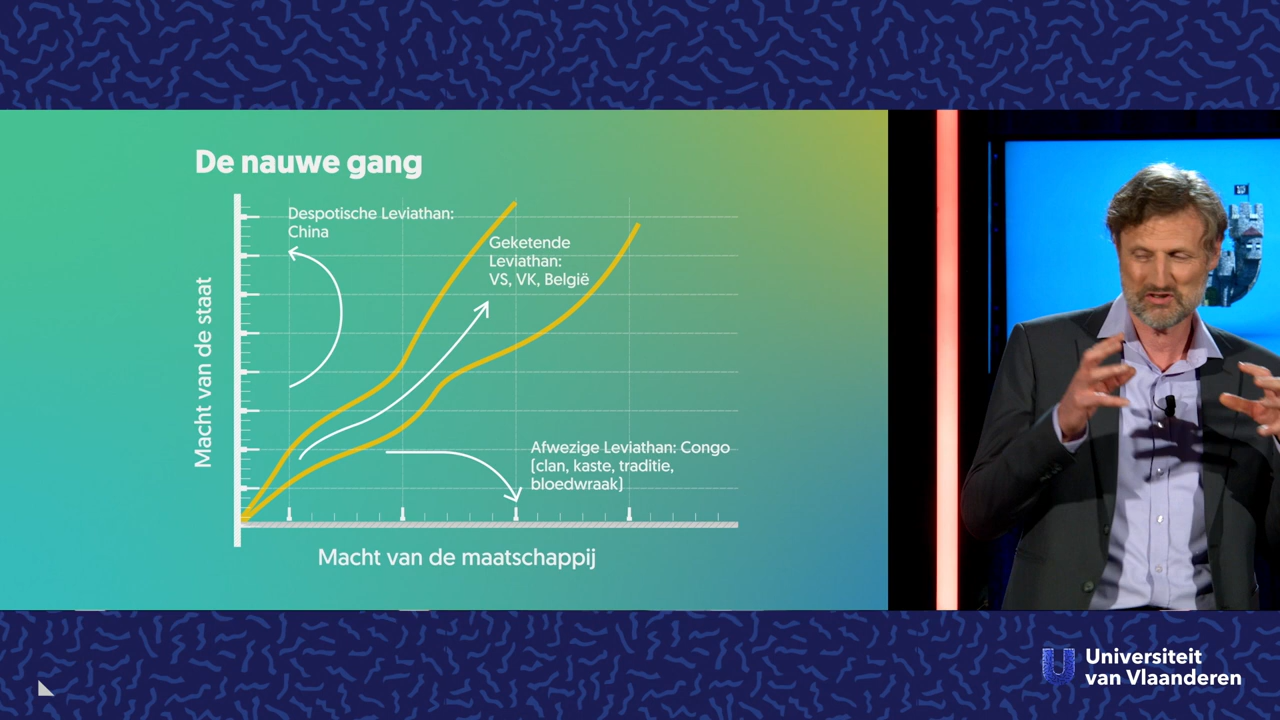 De nauwe gang
Despotische Leviathan:
China
Geketende
Leviathan:
VS, VK, België
Macht van de staat
Afwezige Leviathan: Congo
(clan, kaste, traditie,
bloedwraak)
Macht van de maatschappij
Universiteit
van Vlaanderen